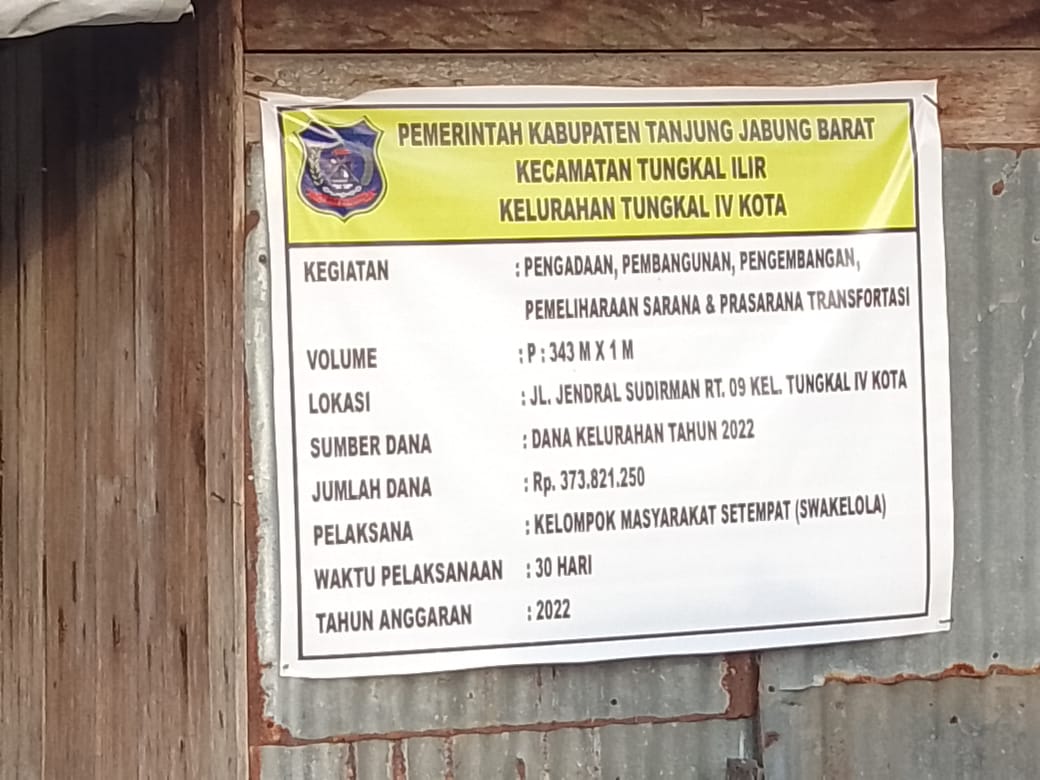 PEMERINTAH KABUPATEN TANJUNG JABUNG BARAT
KECAMATAN TUNGKAL ILIR
KELURAHAN TUNGKAL IV KOTA
KEGIATAN : PENGADAAN, PEMBANGUNAN, PENGEMBANGAN,
PEMELIHARAAN SARANA & PRASARANA TRANSFORTASI
VOLUME : P : 343 M X 1 M
LOKASI : JL. JENDRAL SUDIRMAN RT. 09 KEL. TUNGKAL IV KOTA
SUMBER DANA : DANA KELURAHAN TAHUN 2022
JUMLAH DANA : Rp. 373.821.250
PELAKSANA : KELOMPOK MASYARAKAT SETEMPAT (SWAKELOLA)
WAKTU PELAKSANAAN : 30 HARI
TAHUN ANGGARAN : 2022